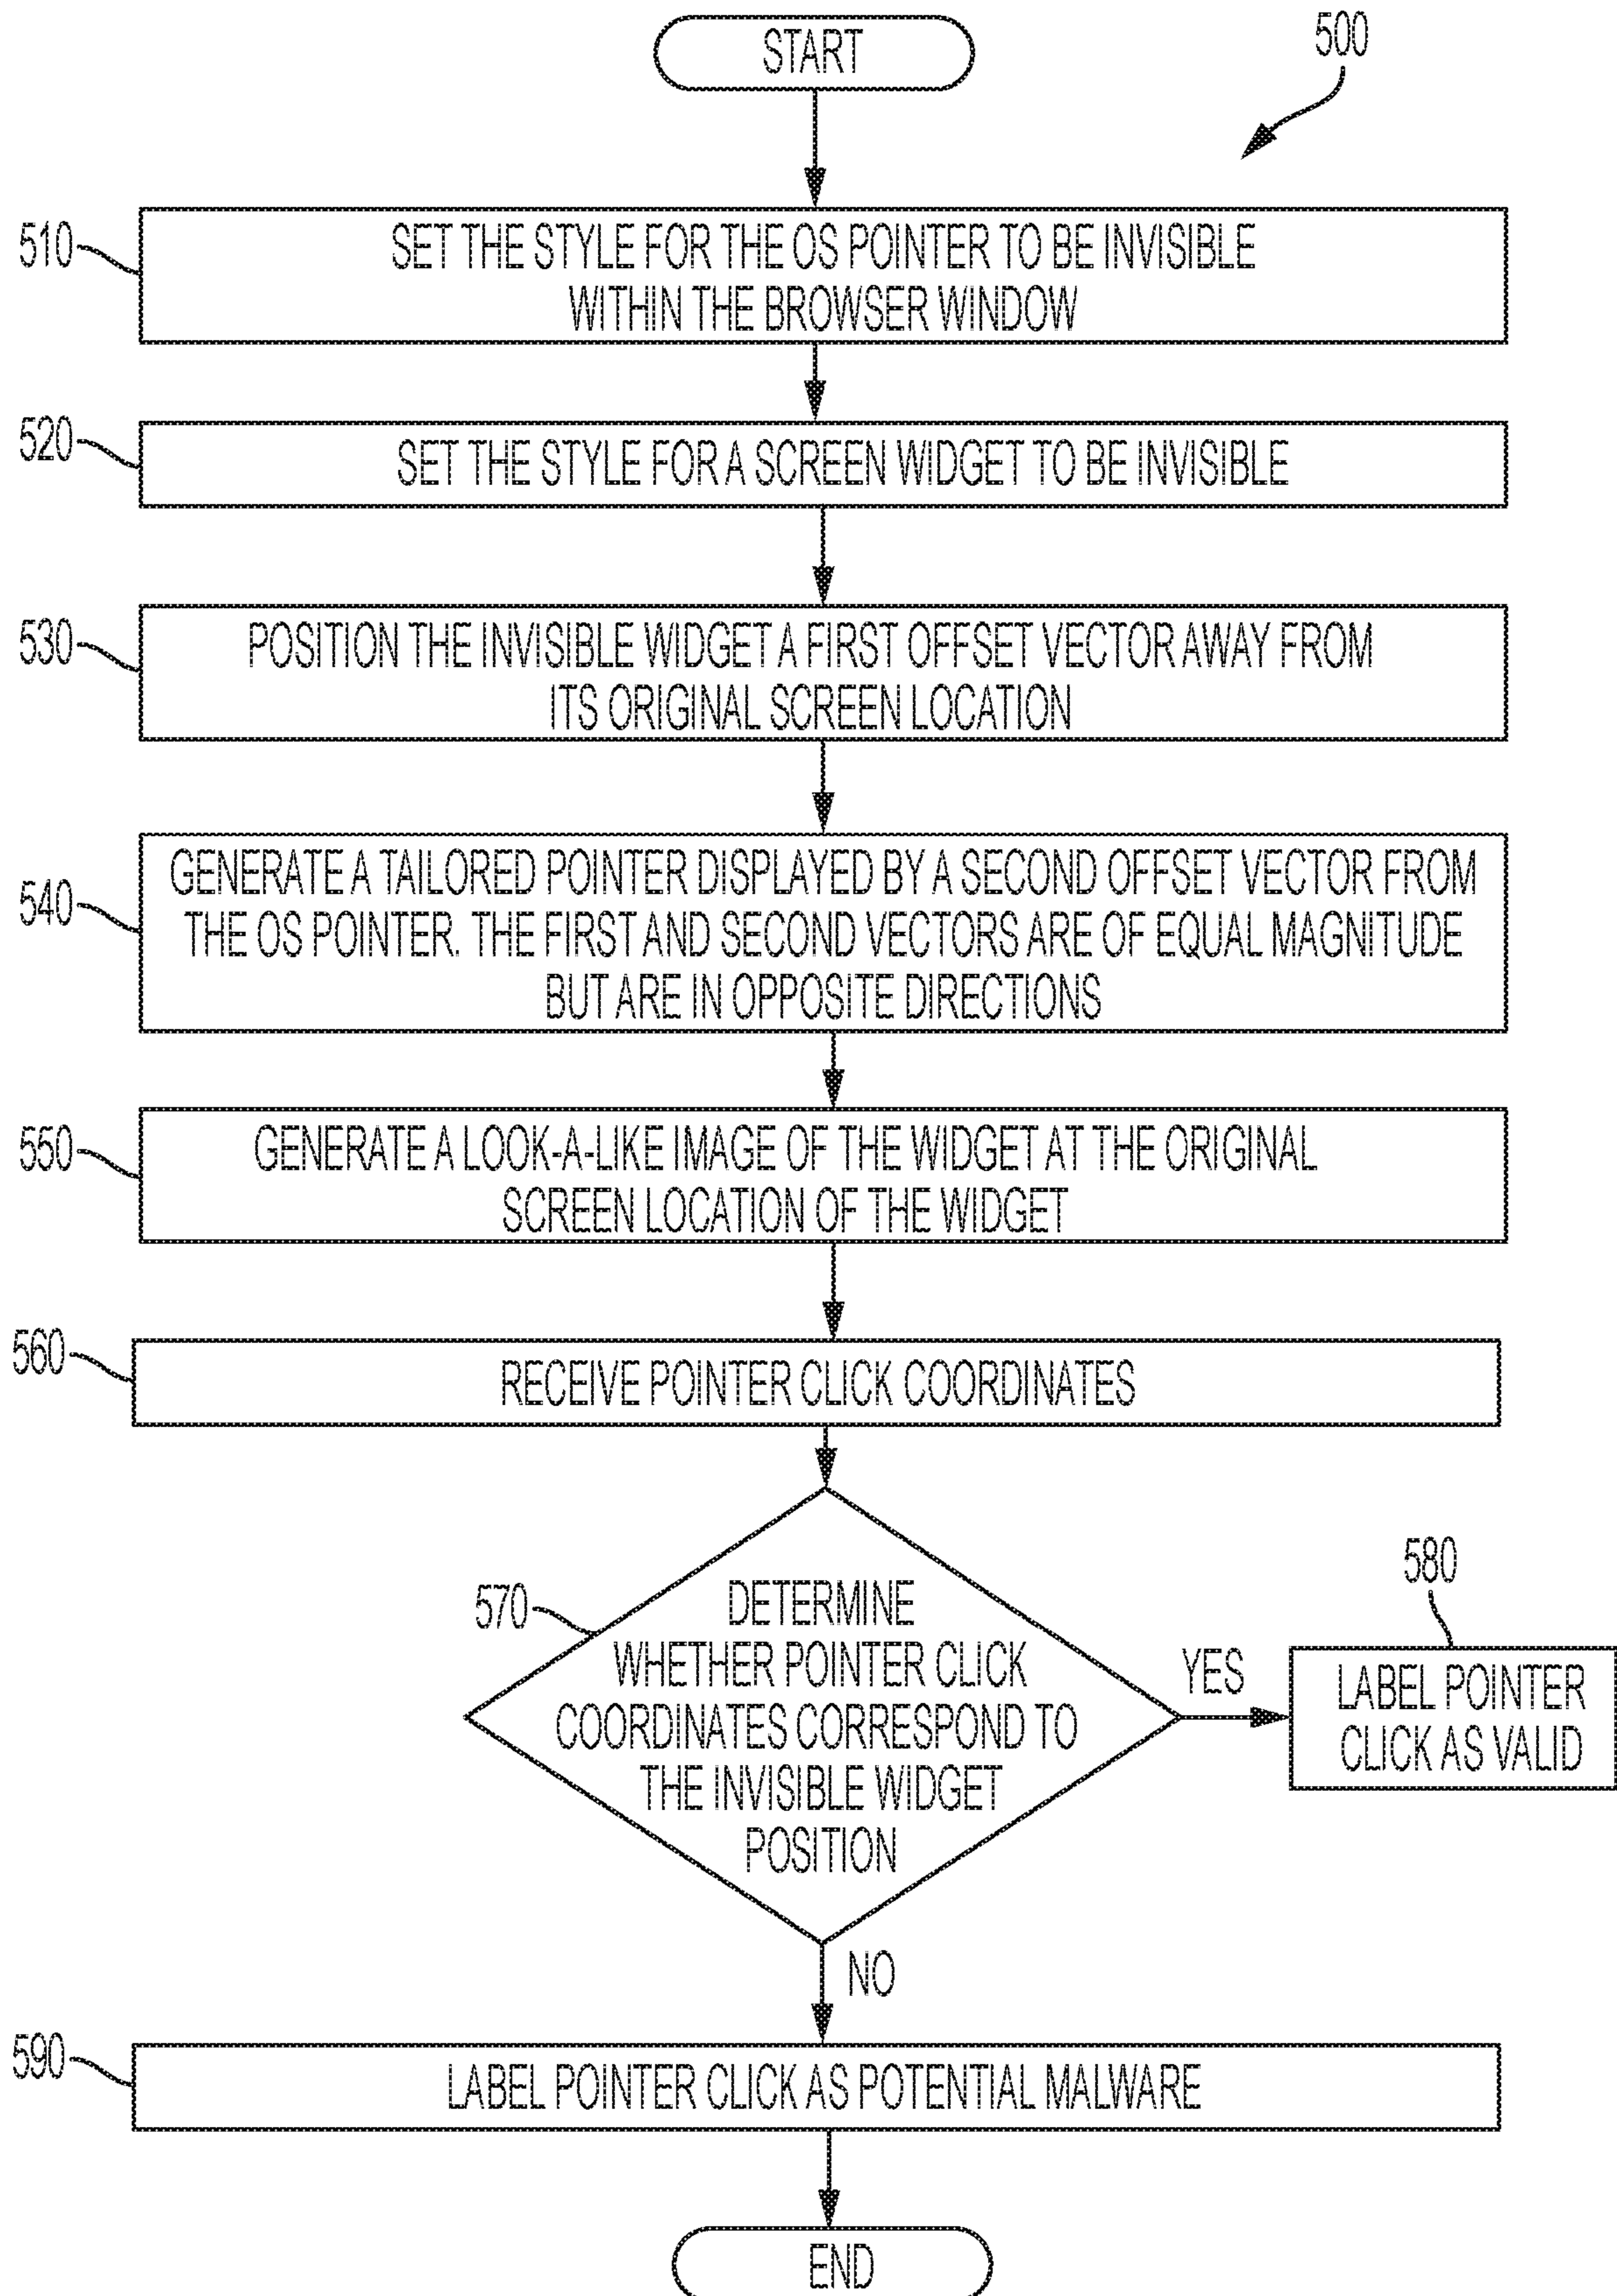 START
500
510
SET THE STYLE FOR THE OS POINTER TO BE INVISIBLE
WITHIN THE BROWSER WINDOW
520
SET THE STYLE FOR A SCREEN WIDGET TO BE INVISIBLE
530
POSITION THE INVISIBLE WIDGET A FIRST OFFSET VECTOR AWAY FROM
ITS ORIGINAL SCREEN LOCATION
540
GENERATE A TAILORED POINTER DISPLAYED BY A SECOND OFFSET VECTOR FROM
THE OS POINTER. THE FIRST AND SECOND VECTORS ARE OF EQUAL MAGNITUDE
BUT ARE IN OPPOSITE DIRECTIONS
550
GENERATE A LOOK-A-LIKE IMAGE OF THE WIDGET AT THE ORIGINAL
SCREEN LOCATION OF THE WIDGET
560
RECEIVE POINTER CLICK COORDINATES
570
DETERMINE
WHETHER POINTER CLICK
COORDINATES CORRESPOND TO
THE INVISIBLE WIDGET
POSITION
YES
580
LABEL POINTER
CLICK AS VALID
NO
590
LABEL POINTER CLICK AS POTENTIAL MALWARE
END